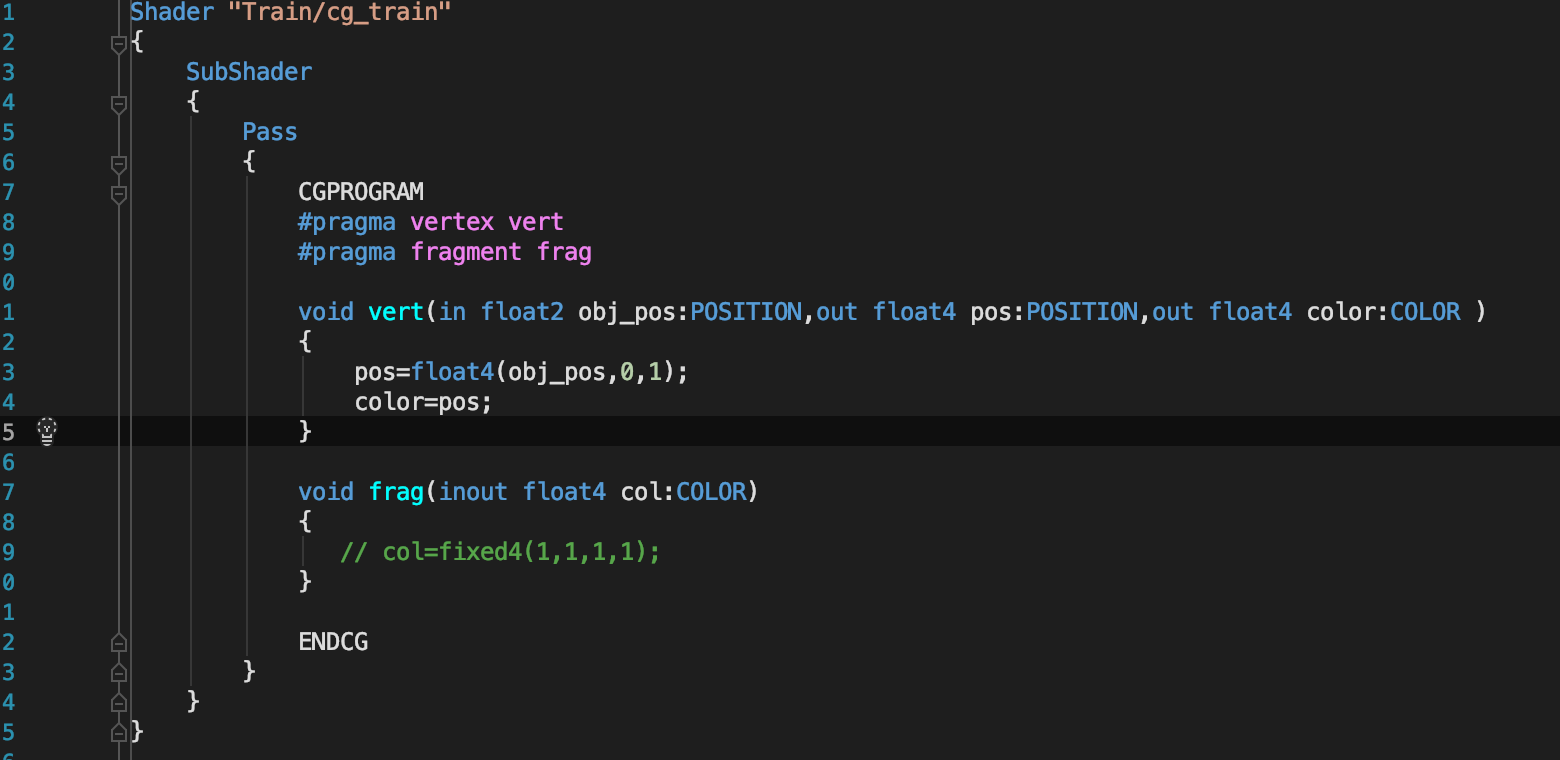 1 Shader "Train/cg_train"
2 {
3 SubShader
4 {
5 Pass
6 {
7 CGPROGRAM
8 #pragma vertex vert
9 #pragma fragment frag
0
1 void vert(in float2 obj_pos:POSITION,out float4 pos:POSITION,out float4 color:COLOR )
2 {
3 pos=float4(obj_pos,0,1);
4 color=pos;
5 }
6
7 void frag(inout float4 col:COLOR)
8 {
9 // col=fixed4(1,1,1,1);
0 }
1
2 ENDCG
3 }
4 }
5 }